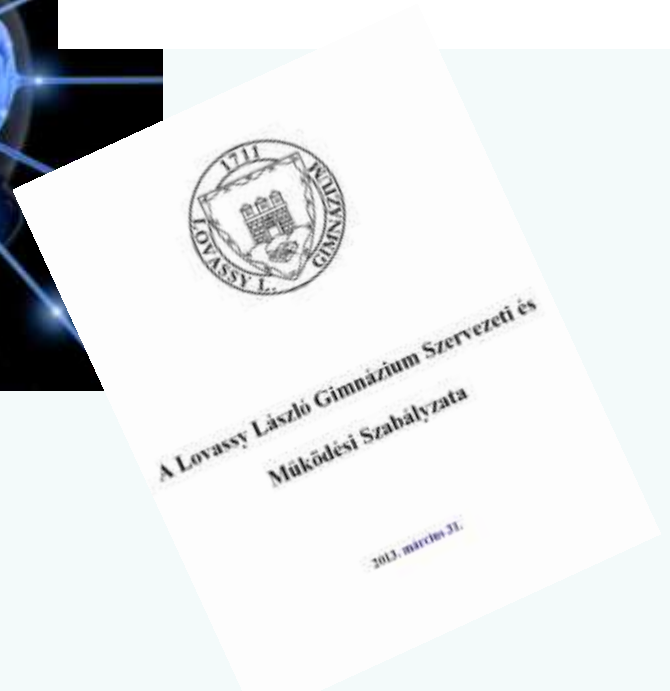 1711
LOVASSY L. GIMNÁZIUM
A Lovassy László Gimnázium Szervezeti és
Működési Szabályzata
2013. március 31.